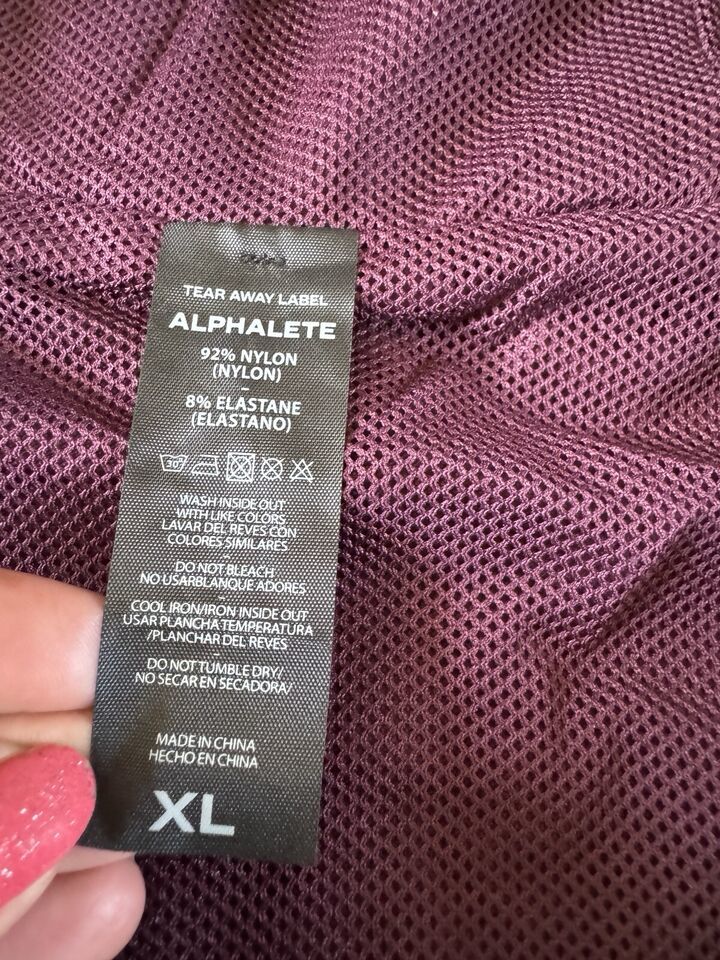 TEAR AWAY LABEL
ALPHALETE
92% NYLON
(NYLON)
–
8% ELASTANE
(ELASTANO)
30°
WASH INSIDE OUT
WITH LIKE COLORS
LAVAR DEL REVES CON
COLORES SIMILARES
–
DO NOT BLEACH
NO USARBLANQUE ADORES
–
COOL IRON/IRON INSIDE OUT
USAR PLANCHA TEMPERATURA
/PLANCHAR DEL REVES
–
DO NOT TUMBLE DRY/
NO SECAR EN SECADORA/
MADE IN CHINA
HECHO EN CHINA
XL